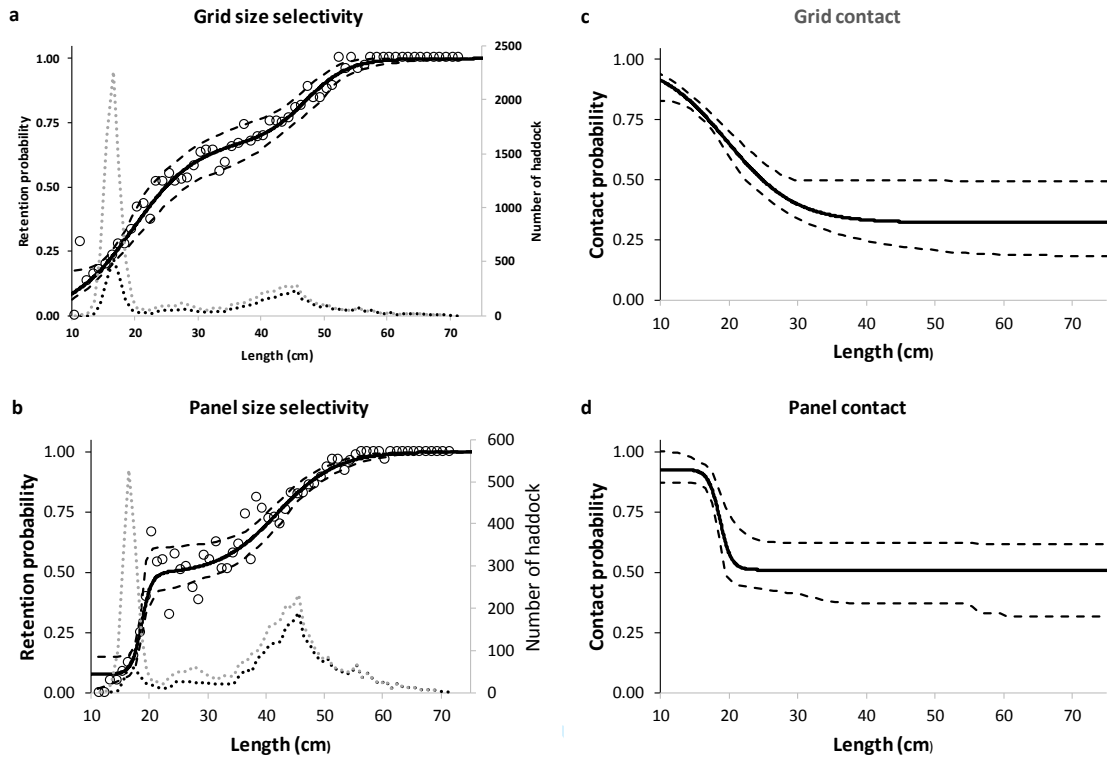 a
Grid size selectivity
Retention probability
1.00
0.75
0.50
0.25
0.00
2500
2000
1500
1000
500
0
Number of haddock
10 20 30 40 50 60 70
Length (cm)
c
Grid contact
Contact probability
1.00
0.75
0.50
0.25
0.00
10 20 30 40 50 60 70
Length (cm)
b
Panel size selectivity
Retention probability
1.00
0.75
0.50
0.25
0.00
600
500
400
300
200
100
0
Number of haddock
10 20 30 40 50 60 70
Length (cm)
d
Panel contact
Contact probability
1.00
0.75
0.50
0.25
0.00
10 20 30 40 50 60 70
Length (cm)